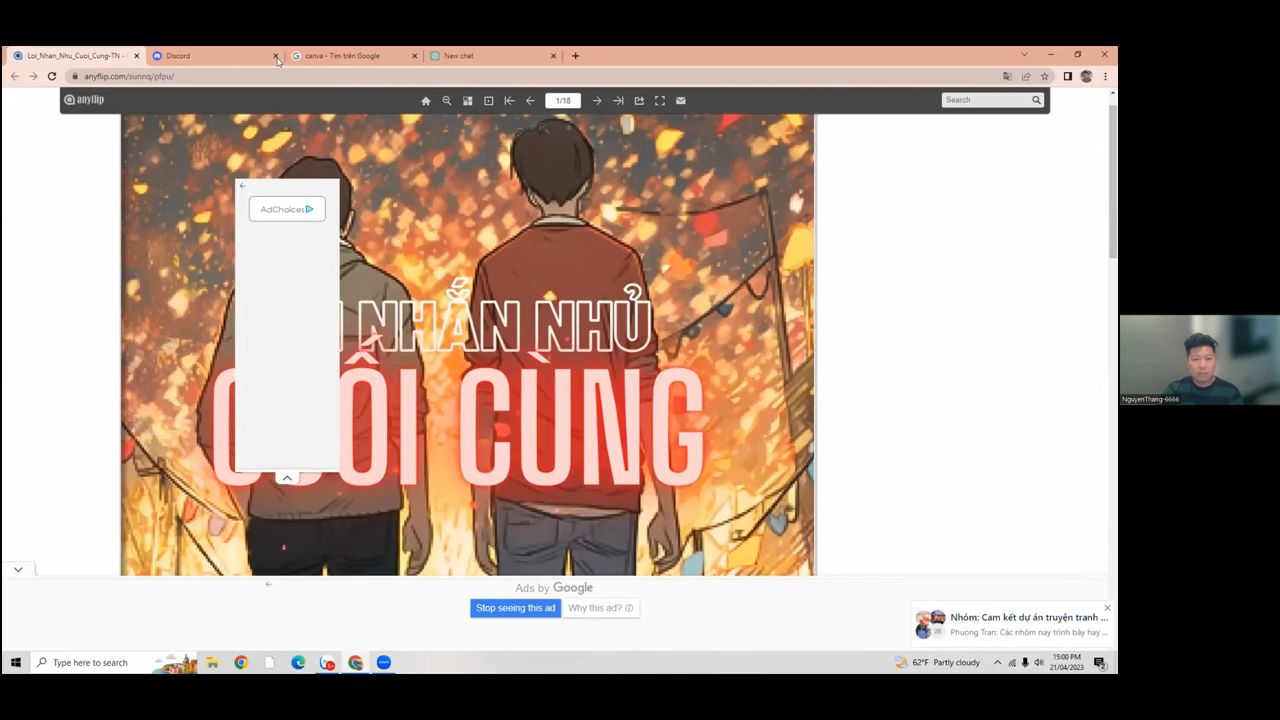 Loi_Nhan_Nhu_Cuoi_Cung-TN -
Discord
canva - Tìm trên Google
New chat
anyflip.com/sunnq/pfpu/
anyflip
1/18
Search
AdChoices
NHẮN NHỦ
CUỐI CÙNG
NguyenThang-6666
Ads by Google
Stop seeing this ad
Why this ad?
Nhóm: Cam kết dự án truyện tranh ...
Phuong Tran: Các nhóm nay trình bày hay ...
Type here to search
5+
62°F Partly cloudy
15:00 PM
21/04/2023
2